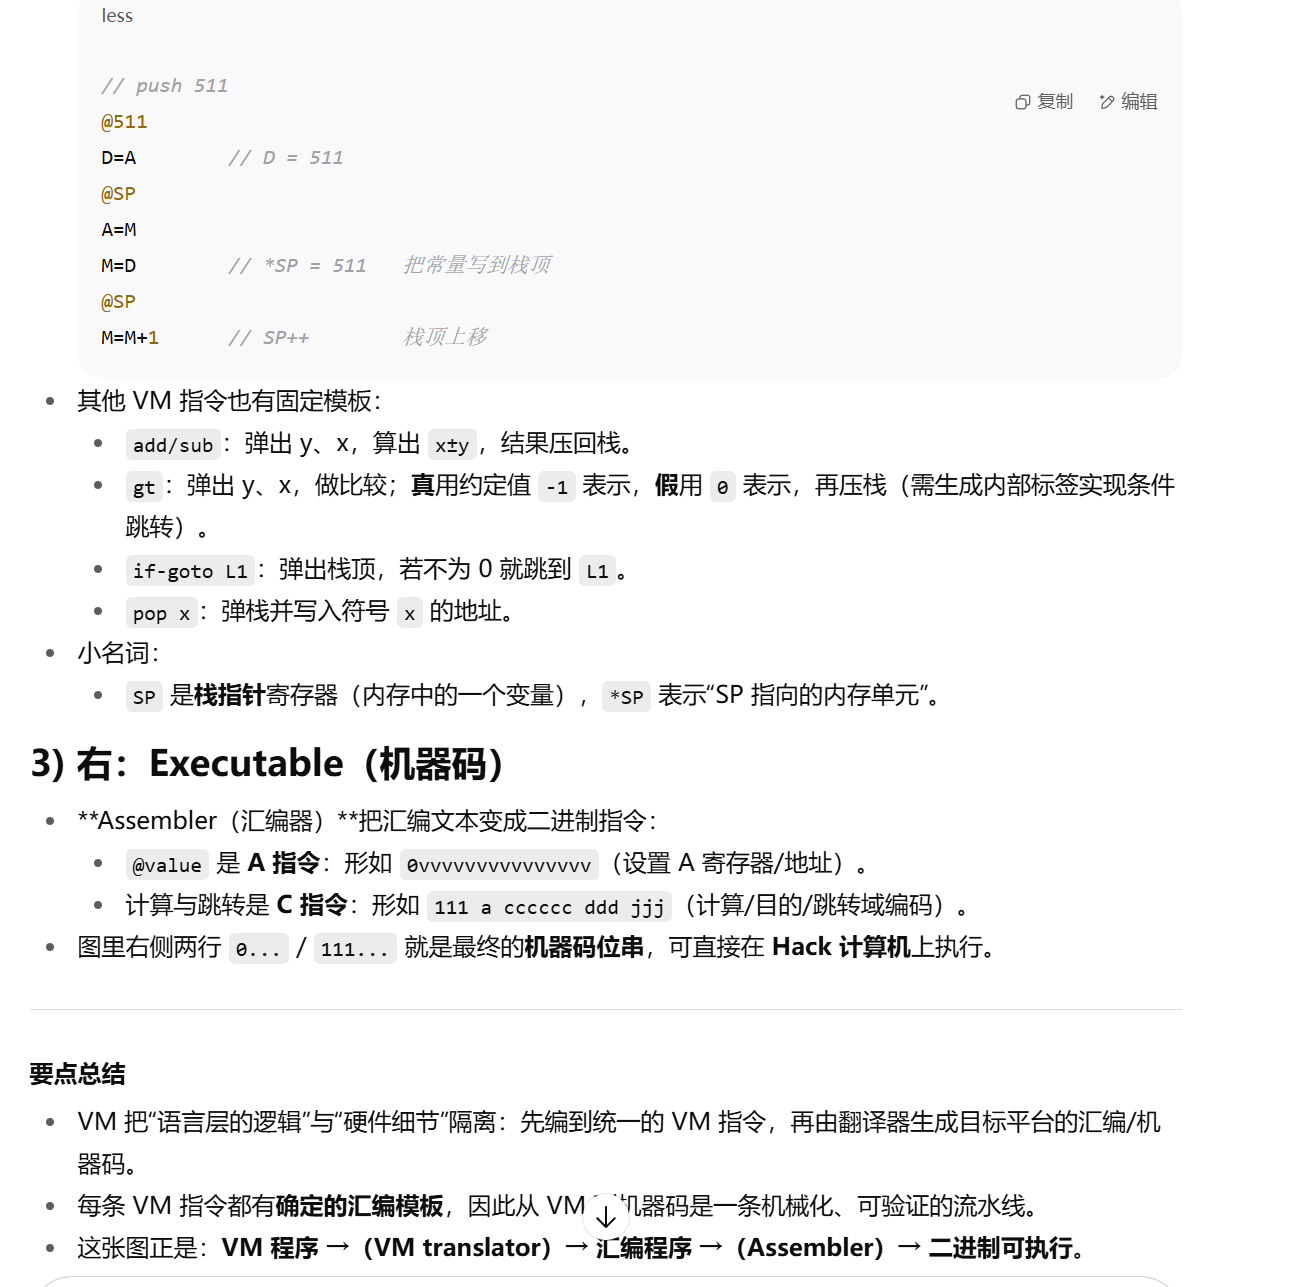 less
// push 511
复制 编辑
@511
D=A // D = 511
@SP
A=M
M=D // *SP = 511 把常量写到栈顶
@SP
M=M+1 // SP++ 栈顶上移
• 其他 VM 指令也有固定模板：
• add/sub：弹出 y、x，算出 x±y，结果压回栈。
• gt：弹出 y、x，做比较；真用约定值 -1 表示，假用 0 表示，再压栈（需生成内部标签实现条件
跳转）。
• if-goto L1：弹出栈顶，若不为 0 就跳到 L1。
• pop x：弹栈并写入符号 x 的地址。
• 小名词：
• SP 是栈指针寄存器（内存中的一个变量），*SP 表示“SP 指向的内存单元”。
3) 右：Executable（机器码）
• **Assembler（汇编器）**把汇编文本变成二进制指令：
• @value 是 A 指令：形如 0vvvvvvvvvvvvvvv（设置 A 寄存器/地址）。
• 计算与跳转是 C 指令：形如 111 a cccccc ddd jjj（计算/目的/跳转域编码）。
• 图里右侧两行 0... / 111... 就是最终的机器码位串，可直接在 Hack 计算机上执行。
要点总结
• VM 把“语言层的逻辑”与“硬件细节”隔离：先编到统一的 VM 指令，再由翻译器生成目标平台的汇编/机
器码。
• 每条 VM 指令都有确定的汇编模板，因此从 VM 机器码是一条机械化、可验证的流水线。
• 这张图正是：VM 程序 →（VM translator）→ 汇编程序 →（Assembler）→ 二进制可执行。